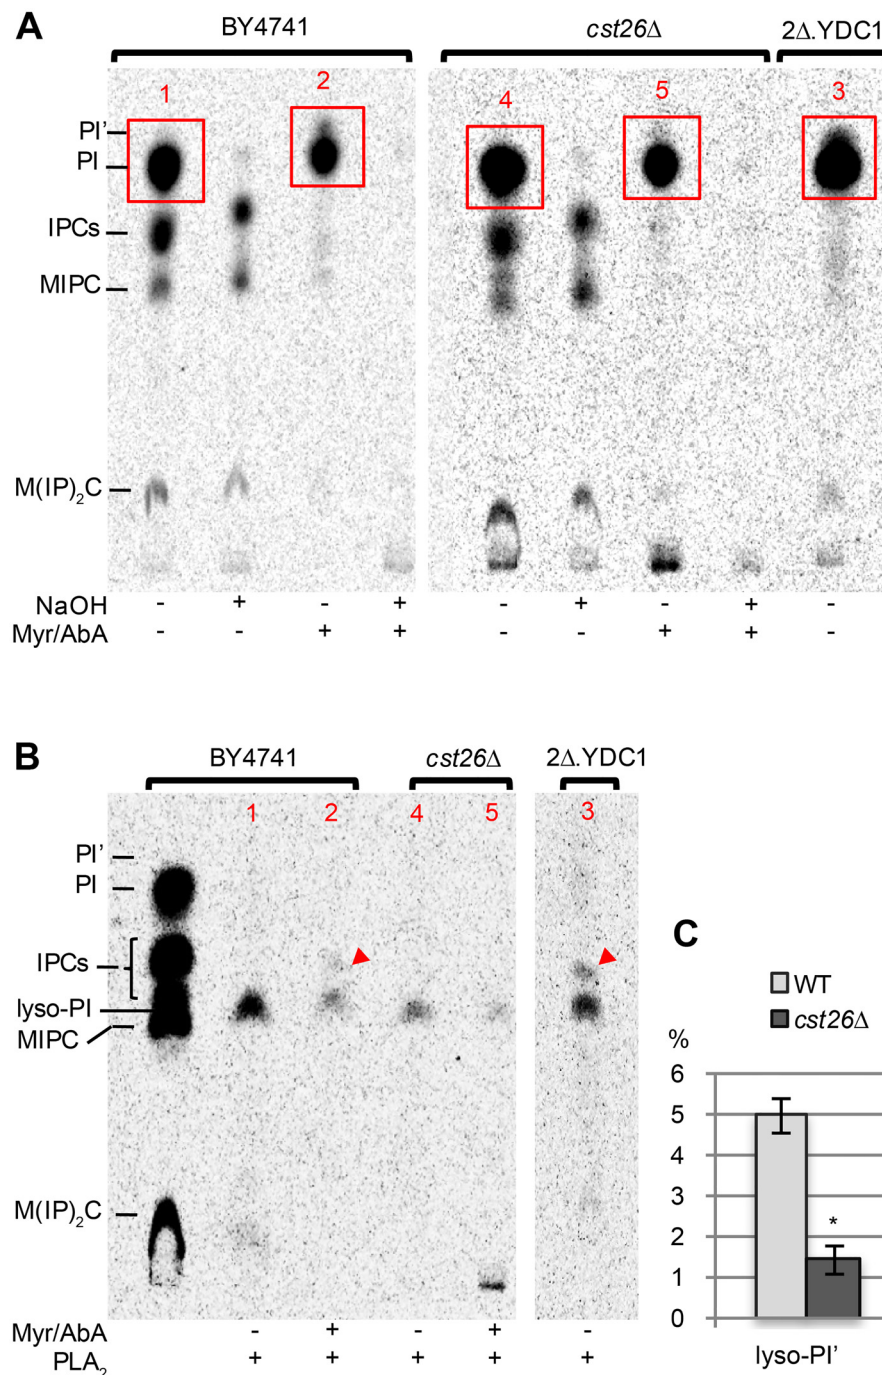 A
BY4741 cst26Δ 2Δ.YDC1
1 2 4 5 3
PI’
PI
IPCs
MIPC
M(IP)₂C
NaOH - + - + - + - + -
Myr/AbA - - + + - - + + -
B
BY4741 cst26Δ 2Δ.YDC1
1 2 4 5 3
PI’
PI
IPCs
lyso-PI
MIPC
M(IP)₂C
Myr/AbA - + - + -
PLA₂ + + + + +
C
WT
cst26Δ
%
6
5
4
3
2
1
0
*
lyso-PI’